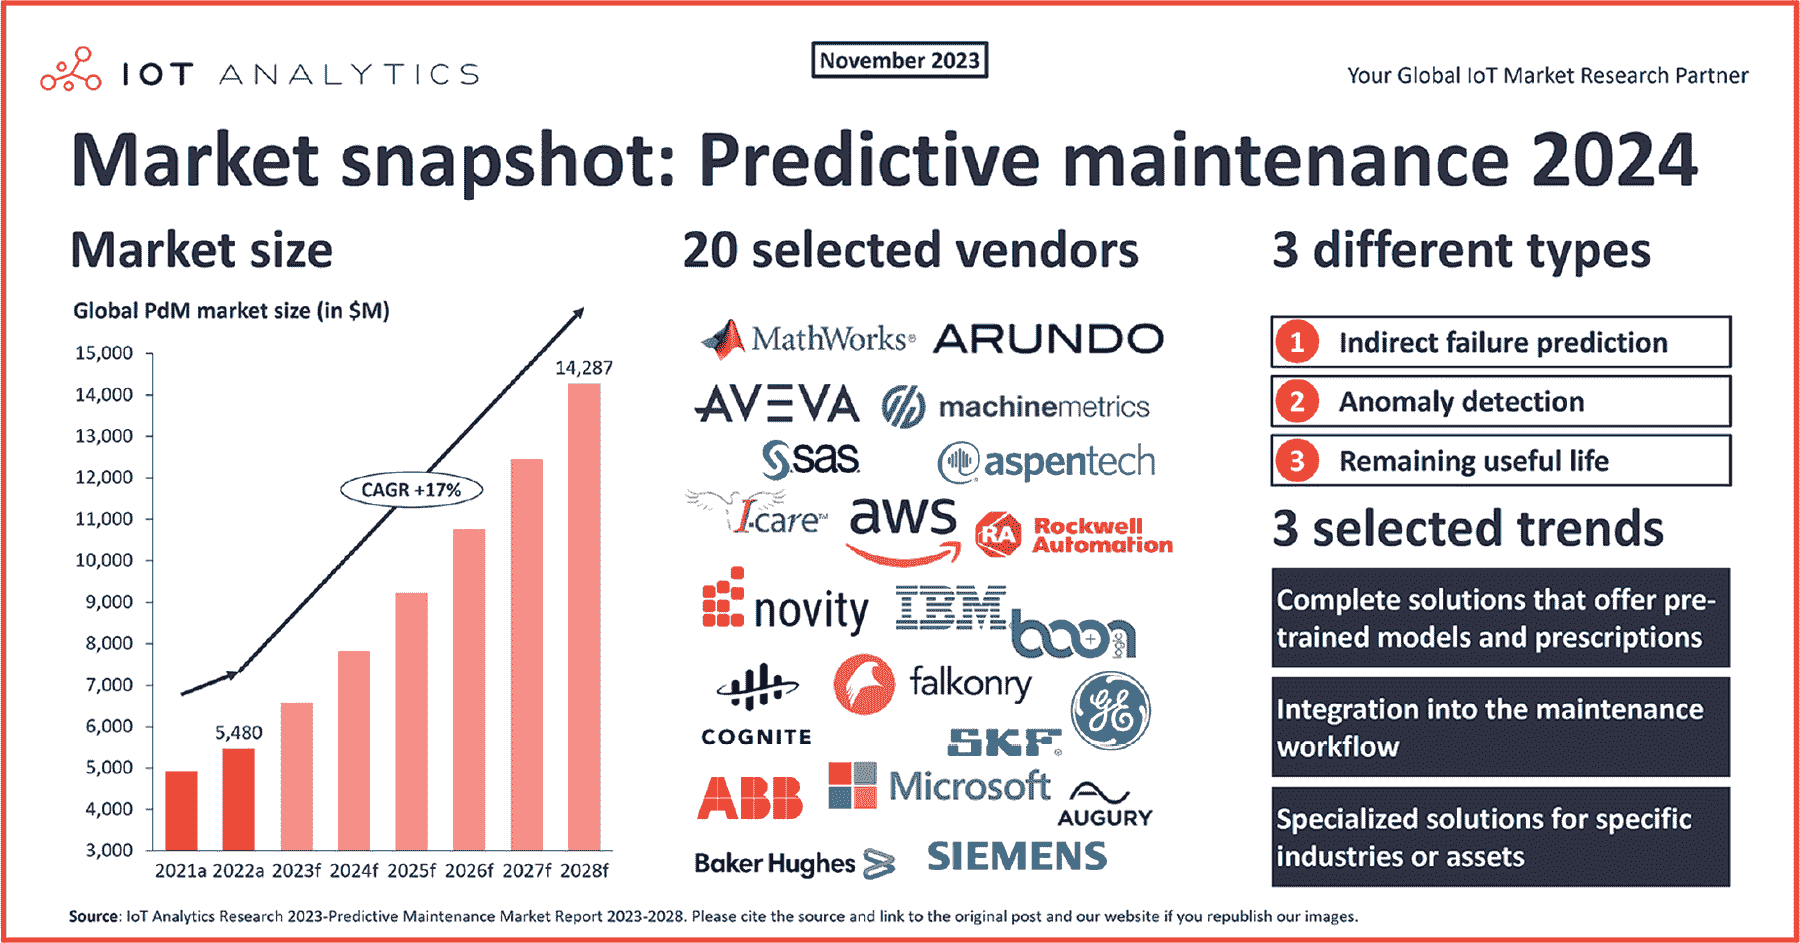 IOT ANALYTICS
November 2023
Your Global IoT Market Research Partner
Market snapshot: Predictive maintenance 2024
Market size
Global PdM market size (in $M)
15,000
14,000
13,000
12,000
11,000
10,000
9,000
8,000
7,000
6,000
5,000
4,000
3,000
14,287
CAGR +17%
5,480
2021a 2022a 2023f 2024f 2025f 2026f 2027f 2028f
20 selected vendors
MathWorks®
ARUNDO
AVEVA
machinemetrics
sas
aspentech
I-care™
aws
RA
Rockwell
Automation
novity
IBM
boon
logic
COGNITE
falkonry
GE
SKF®
ABB
Microsoft
AUGURY
Baker Hughes
SIEMENS
3 different types
1 Indirect failure prediction
2 Anomaly detection
3 Remaining useful life
3 selected trends
Complete solutions that offer pre-
trained models and prescriptions
Integration into the maintenance
workflow
Specialized solutions for specific
industries or assets
Source: IoT Analytics Research 2023-Predictive Maintenance Market Report 2023-2028. Please cite the source and link to the original post and our website if you republish our images.